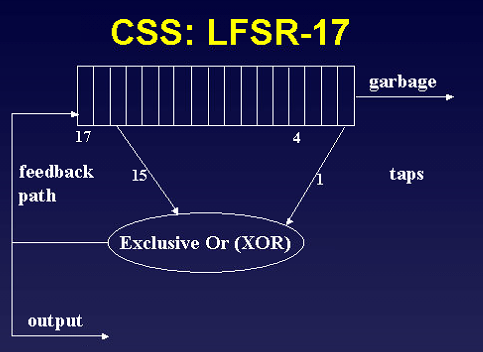 CSS: LFSR-17
garbage
17
4
feedback
path
15
1
taps
Exclusive Or (XOR)
output